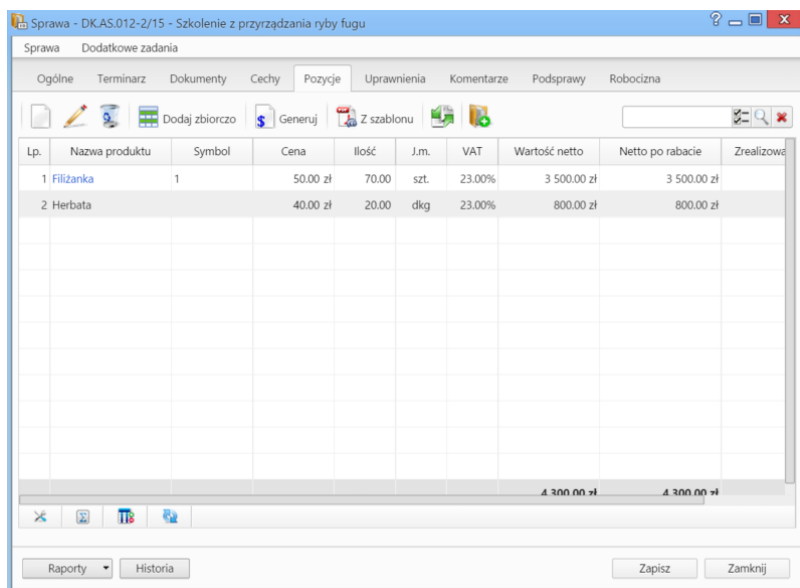 Sprawa - DK.AS.012-2/15 - Szkolenie z przyrządzania ryby fugu
Sprawa Dodatkowe zadania
Ogólne Terminarz Dokumenty Cechy Pozycje Uprawnienia Komentarze Podsprawy Robocizna
Dodaj zbiorczo Generuj Z szablonu
Lp. Nazwa produktu Symbol Cena Ilość J.m. VAT Wartość netto Netto po rabacie Zrealizowa
1 Filiżanka 1 50.00 zł 70.00 szt. 23.00% 3 500.00 zł 3 500.00 zł
2 Herbata 40.00 zł 20.00 dkg 23.00% 800.00 zł 800.00 zł
4 300.00 zł 4 300.00 zł
Raporty Historia Zapisz Zamknij